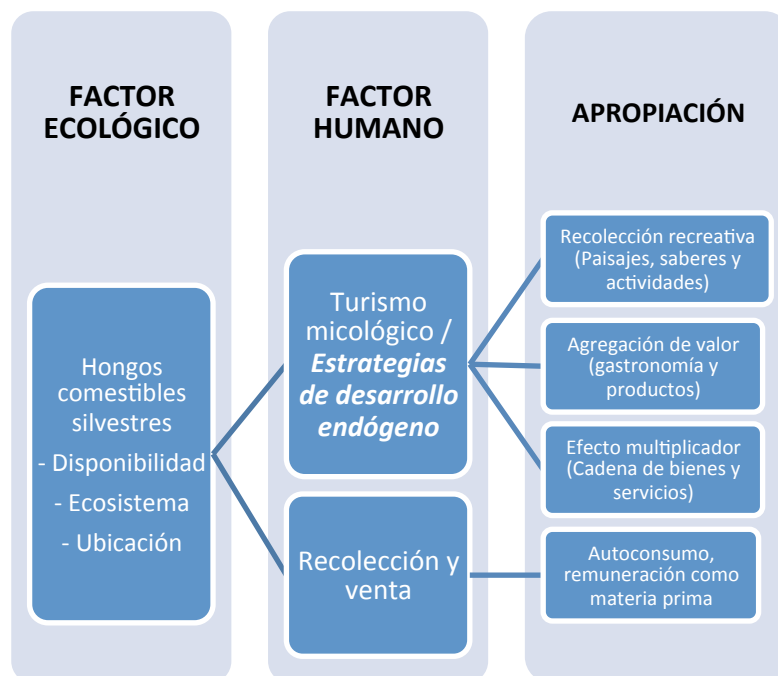 FACTOR
ECOLÓGICO
FACTOR
HUMANO
APROPIACIÓN
Hongos
comestibles
silvestres
- Disponibilidad
- Ecosistema
- Ubicación
Turismo
micológico /
Estrategias
de desarrollo
endógeno
Recolección y
venta
Recolección recreativa
(Paisajes, saberes y
actividades)
Agregación de valor
(gastronomía y
productos)
Efecto multiplicador
(Cadena de bienes y
servicios)
Autoconsumo,
remuneración como
materia prima